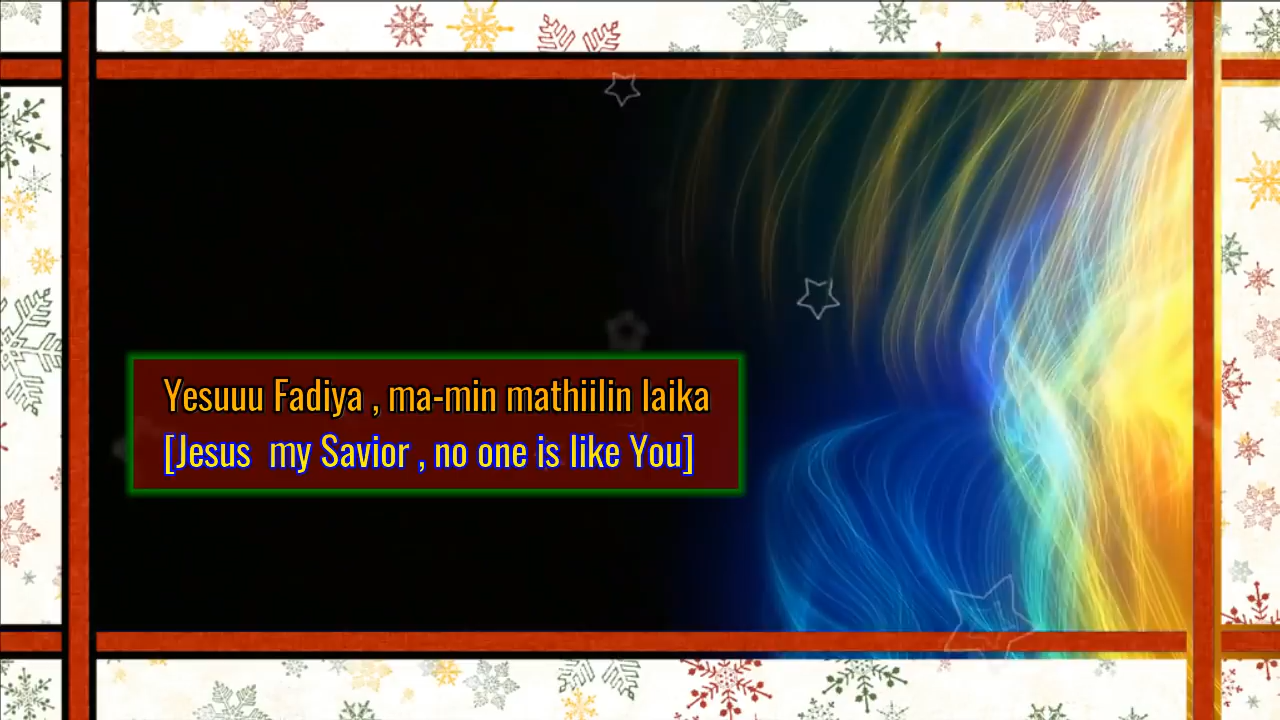 Yesuuu Fadiya , ma-min mathiilin laika
[Jesus my Savior , no one is like You]